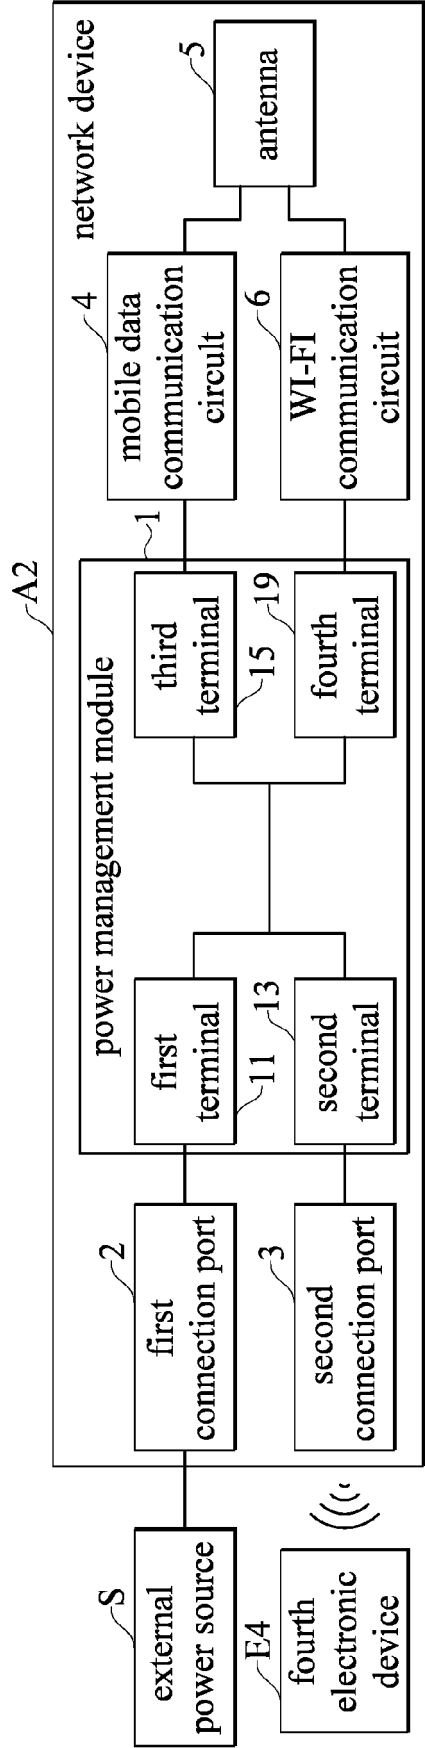 A2
network device
power management module
1
S
external
power source
2
first
connection port
first
terminal
11
third
terminal
15
4
mobile data
communication
circuit
5
antenna
E4
fourth
electronic
device
3
second
connection port
13
second
terminal
19
fourth
terminal
6
WI-FI
communication
circuit